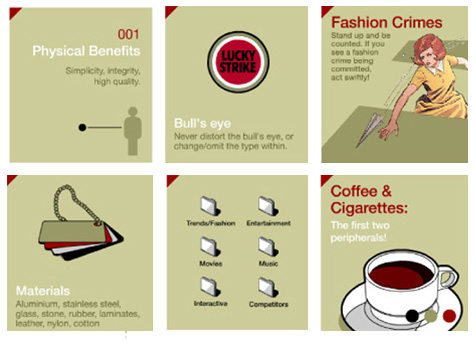 001
Physical Benefits
Simplicity, integrity,
high quality.
LUCKY
STRIKE
Bull's eye
Never distort the bull's eye, or
change/omit the type within.
Fashion Crimes
Stand up and be
counted. If you
see a fashion
crime being
committed,
act swiftly!
Materials
Aluminium, stainless steel,
glass, stone, rubber, laminates,
leather, nylon, cotton
Trends/Fashion
Entertainment
Movies
Music
Interactive
Competitors
Coffee &
Cigarettes:
The first two
peripherals!